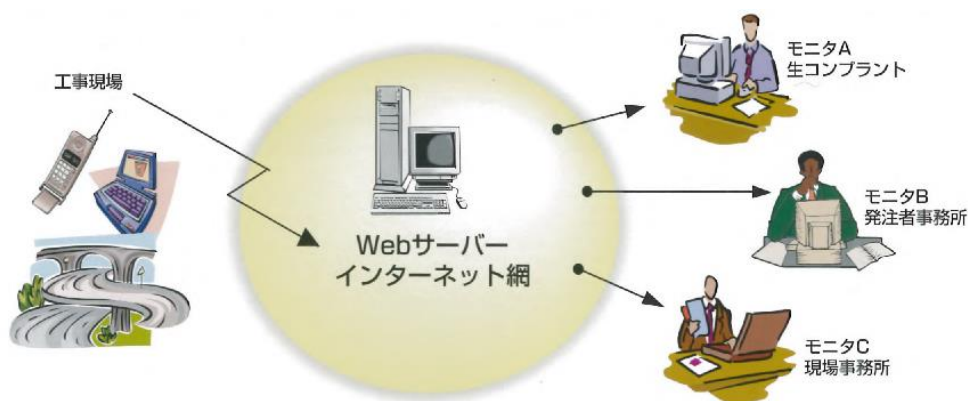 工事現場
Webサーバー
インターネット網
モニタA
生コンプラント
モニタB
発注者事務所
モニタC
現場事務所